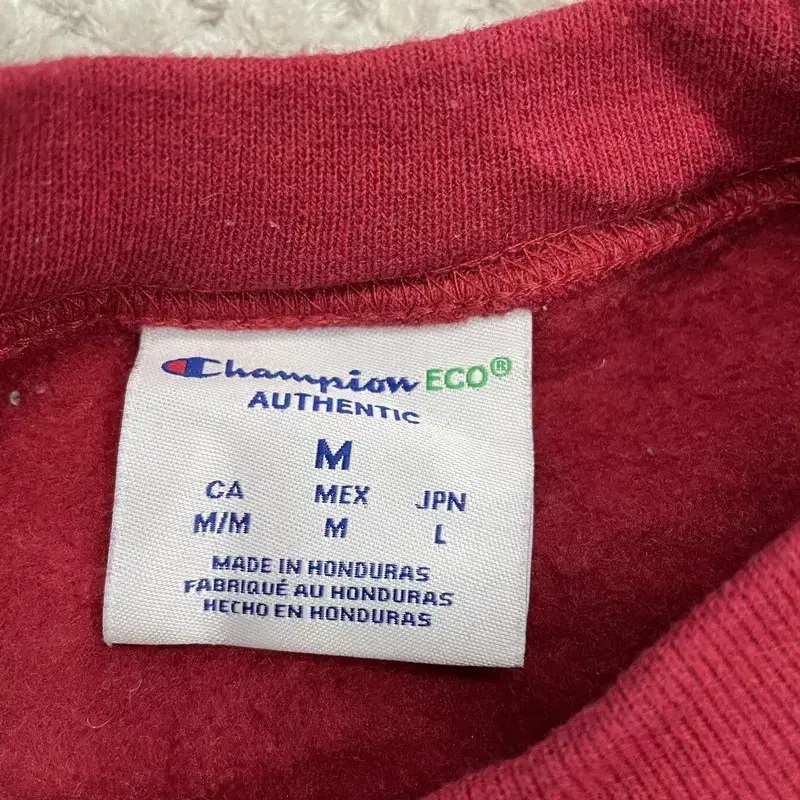 Champion ECO®
AUTHENTIC
M
CA MEX JPN
M/M M L
MADE IN HONDURAS
FABRIQUÉ AU HONDURAS
HECHO EN HONDURAS